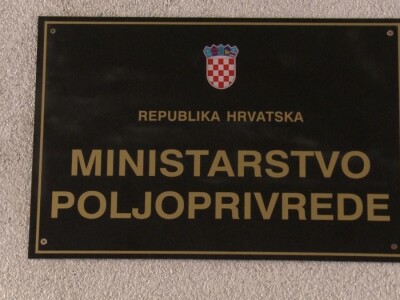 REPUBLIKA HRVATSKA
MINISTARSTVO
POLJOPRIVREDE